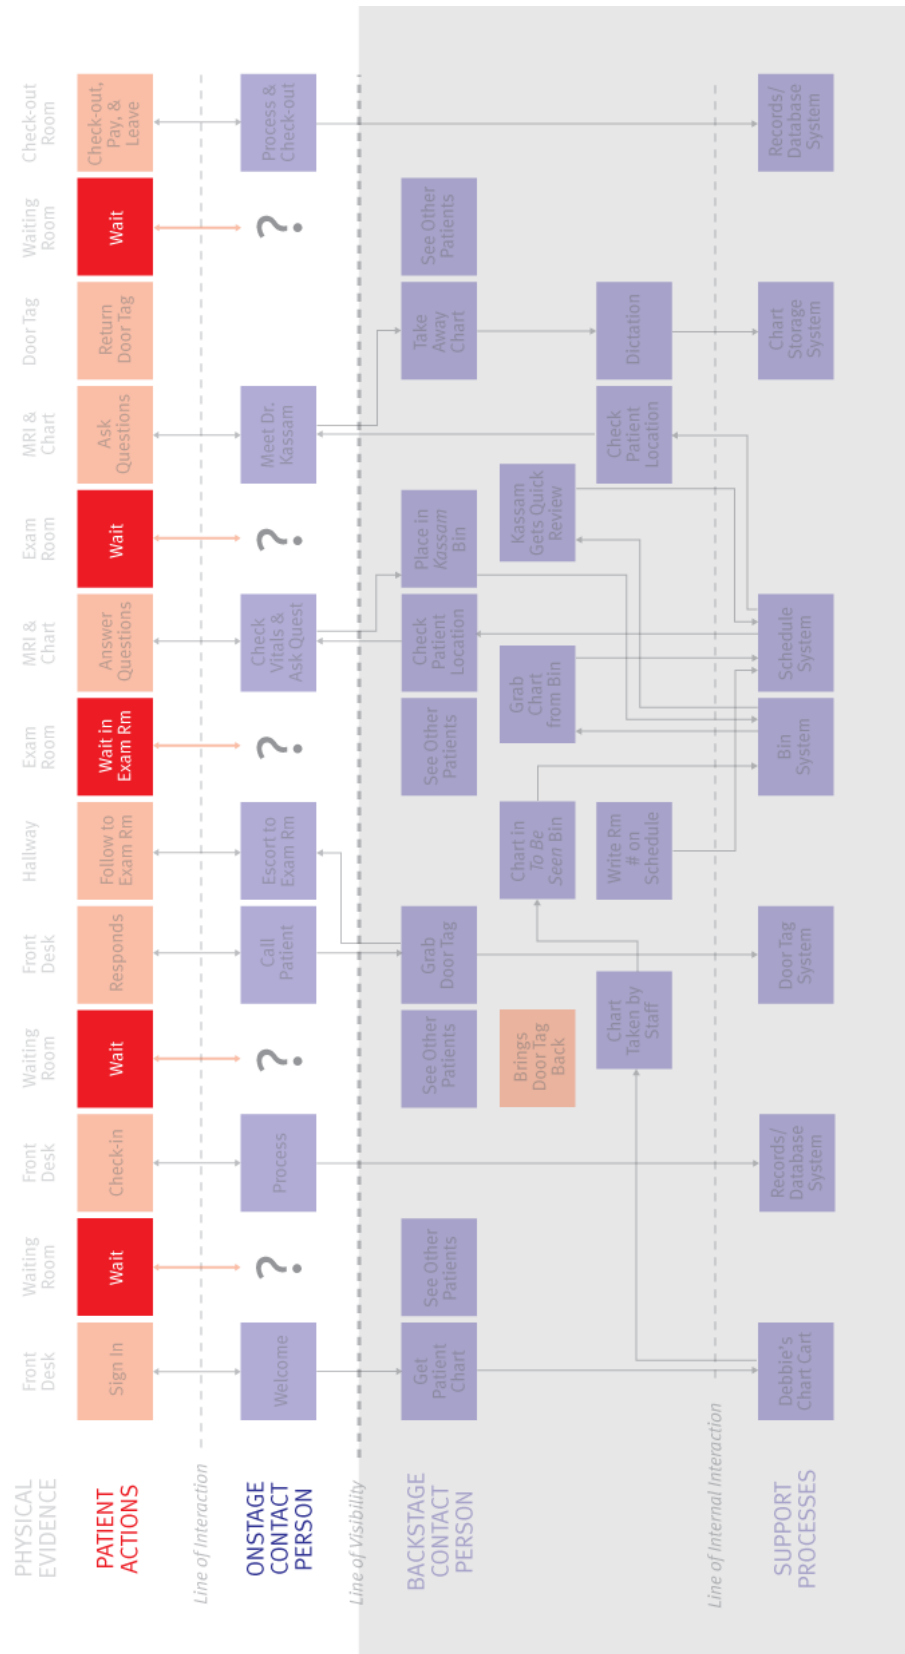 PHYSICAL
EVIDENCE
Front
Desk
Waiting
Room
Front
Desk
Waiting
Room
Front
Desk
Hallway
Exam
Room
MRI &
Chart
Exam
Room
MRI &
Chart
Door Tag
Waiting
Room
Check-out
Room
PATIENT
ACTIONS
Sign In
Wait
Check-in
Wait
Responds
Follow to
Exam Rm
Wait in
Exam Rm
Answer
Questions
Wait
Ask
Questions
Return
Door Tag
Wait
Check-out,
Pay, &
Leave
Line of Interaction
ONSTAGE
CONTACT
PERSON
Welcome
?
Process
?
Call
Patient
Escort to
Exam Rm
?
Check
Vitals &
Ask Quest
?
Meet Dr.
Kassam
?
Process &
Check-out
Line of Visibility
BACKSTAGE
CONTACT
PERSON
Get
Patient
Chart
See Other
Patients
See Other
Patients
Grab
Door Tag
See Other
Patients
Check
Patient
Location
Place in
Kassam
Bin
Take
Away
Chart
See Other
Patients
Brings
Door Tag
Back
Chart in
To Be
Seen Bin
Grab
Chart
from Bin
Kassam
Gets Quick
Review
Chart
Taken by
Staff
Write Rm
# on
Schedule
Check
Patient
Location
Dictation
Line of Internal Interaction
SUPPORT
PROCESSES
Debbie's
Chart Cart
Records/
Database
System
Door Tag
System
Bin
System
Schedule
System
Chart
Storage
System
Records/
Database
System